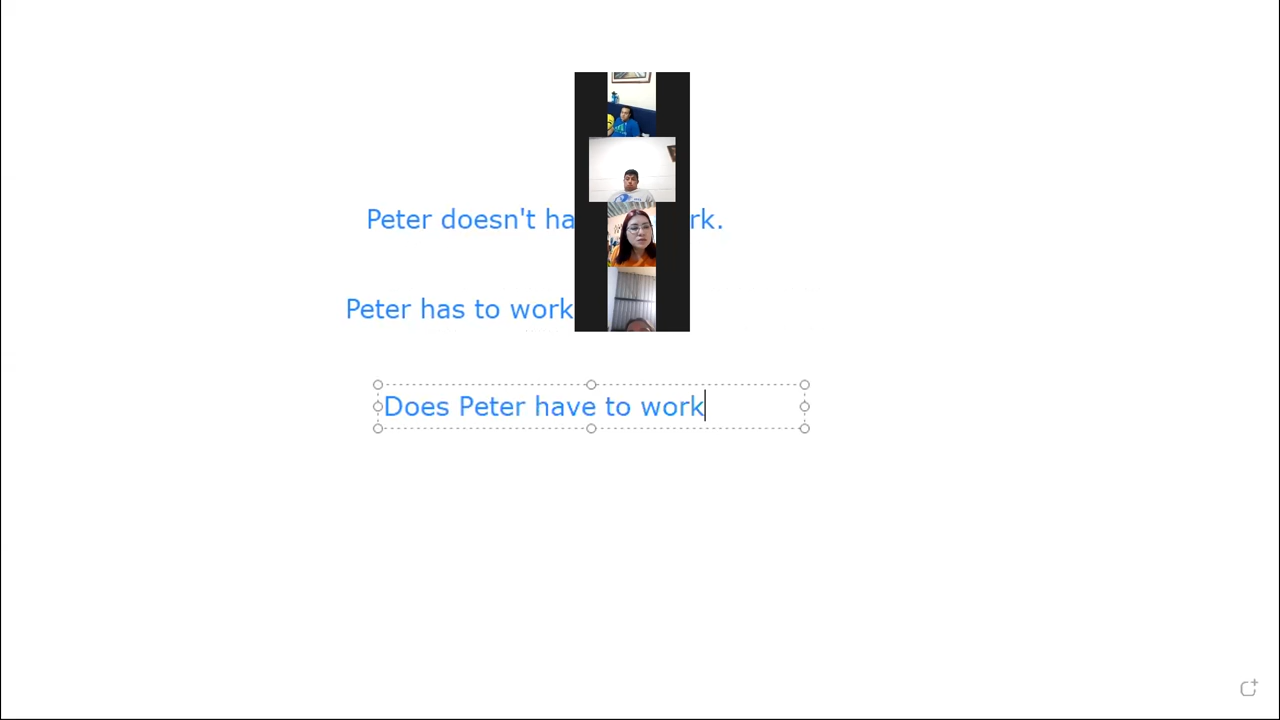 Peter doesn't ha rk.
Peter has to work
Does Peter have to work